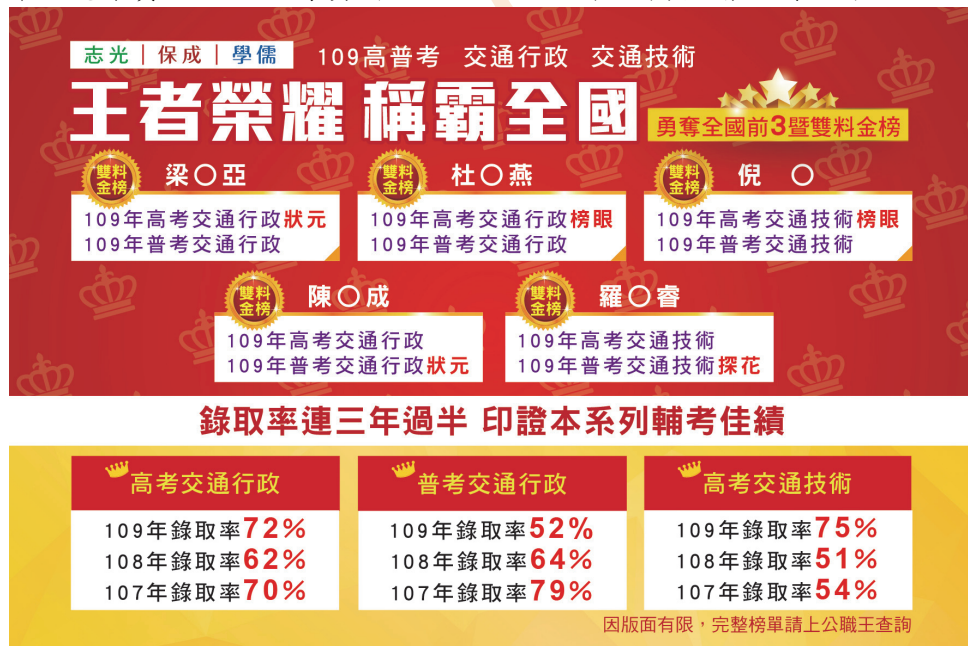 志光｜保成｜學儒 109高普考 交通行政 交通技術
王者榮耀 稱霸全國
勇奪全國前3暨雙料金榜
雙料金榜 梁○亞
109年高考交通行政狀元
109年普考交通行政
雙料金榜 杜○燕
109年高考交通行政榜眼
109年普考交通行政
雙料金榜 倪 ○
109年高考交通技術榜眼
109年普考交通技術
雙料金榜 陳○成
109年高考交通行政
109年普考交通行政狀元
雙料金榜 羅○睿
109年高考交通技術
109年普考交通技術探花
錄取率連三年過半 印證本系列輔考佳績
高考交通行政
109年錄取率72%
108年錄取率62%
107年錄取率70%
普考交通行政
109年錄取率52%
108年錄取率64%
107年錄取率79%
高考交通技術
109年錄取率75%
108年錄取率51%
107年錄取率54%
因版面有限，完整榜單請上公職王查詢